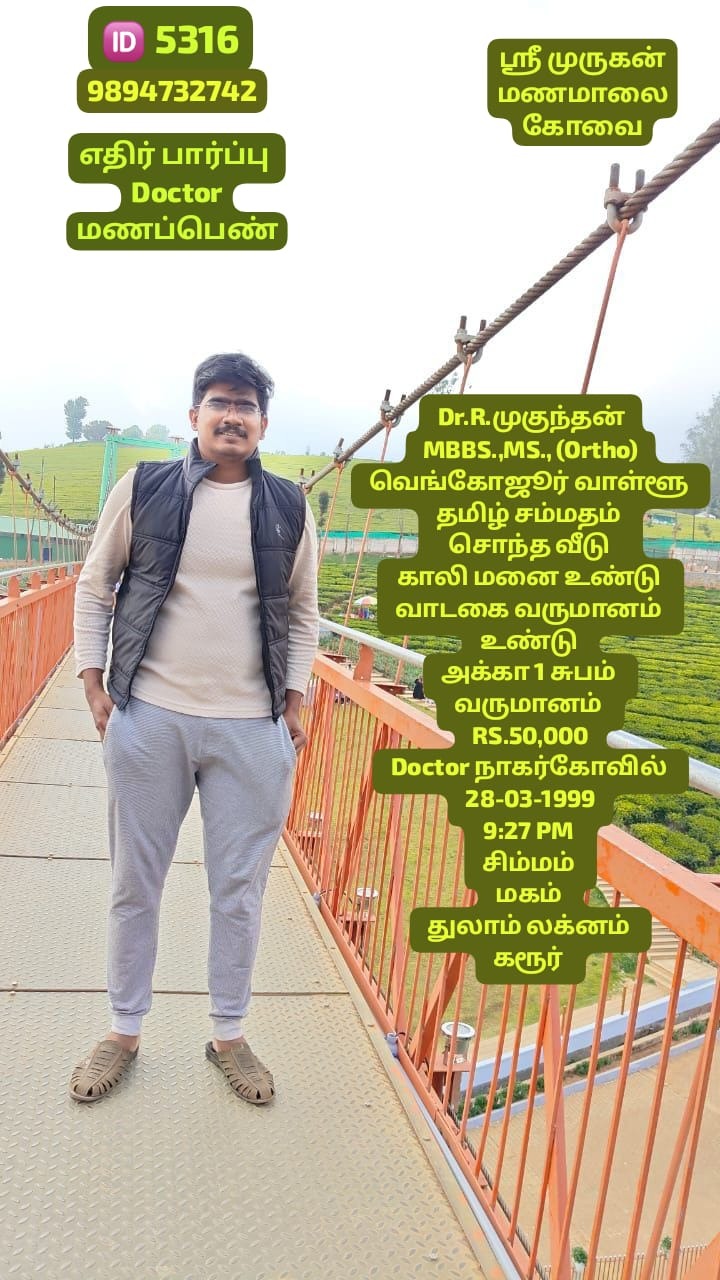 🆔 5316
9894732742
எதிர் பார்ப்பு
Doctor
மணப்பெண்
ஸ்ரீ முருகன்
மணமாலை
கோவை
Dr.R.முகுந்தன்
MBBS.,MS., (Ortho)
வெங்கோஜூர் வாள்ளூ
தமிழ் சம்மதம்
சொந்த வீடு
காலி மனை உண்டு
வாடகை வருமானம்
உண்டு
அக்கா 1 சுபம்
வருமானம்
RS.50,000
Doctor நாகர்கோவில்
28-03-1999
9:27 PM
சிம்மம்
மகம்
துலாம் லக்னம்
கரூர்